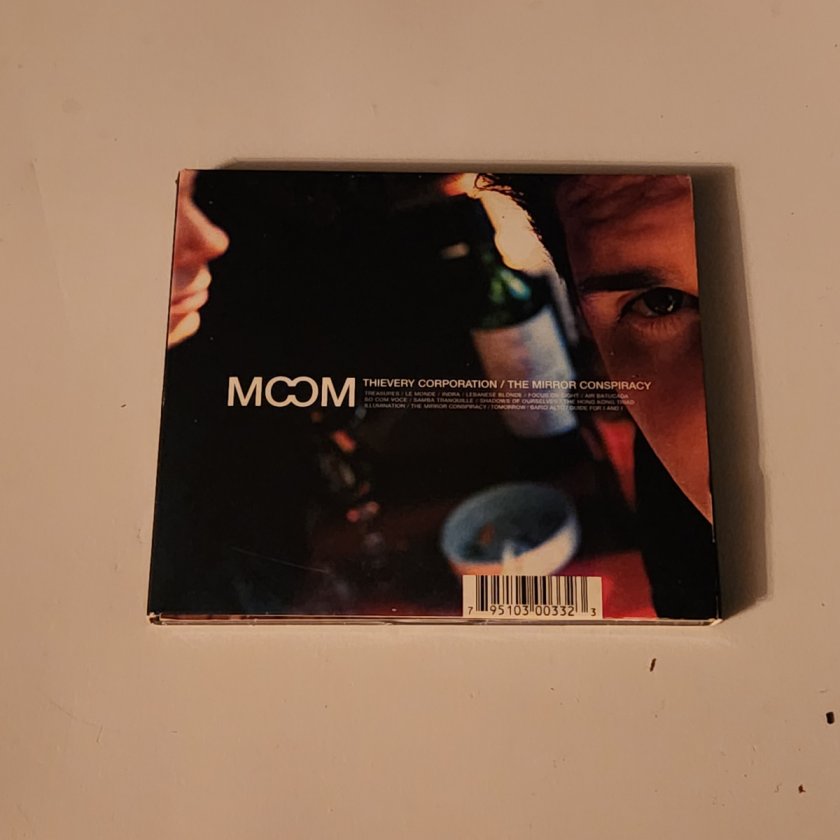 MCOM
THIEVERY CORPORATION / THE MIRROR CONSPIRACY
TREASURES / LE MONDE / INDRA / LEBANESE BLONDE / FOCUS ON SIGHT / AIR BATUCADA
SO COM VOCE / SAMBA TRANQUILLE / SHADOWS OF OURSELVES / THE HONG KONG TRIAD
ILLUMINATION / THE MIRROR CONSPIRACY / TOMORROW / BARIO ALTO / GUIDE FOR I AND I
7 95103 00332 3